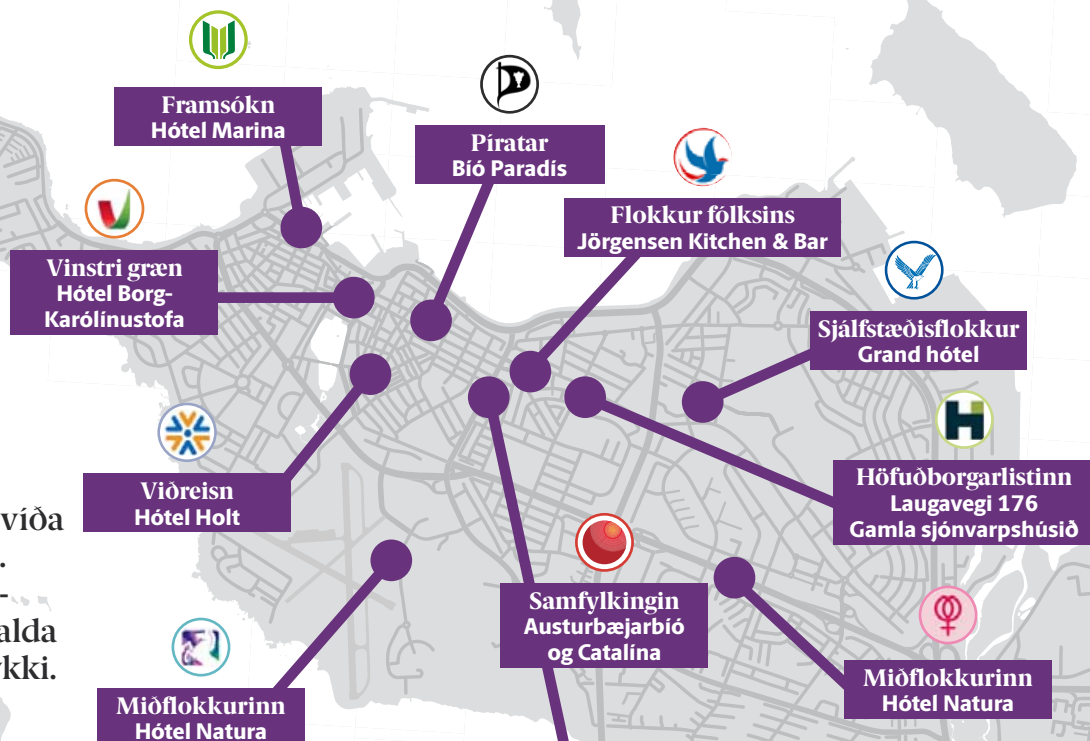 Framsókn
Hótel Marina
Píratar
Bíó Paradís
Flokkur fólksins
Jörgensen Kitchen & Bar
Vinstri græn
Hótel Borg-
Karólínustofa
Sjálfstæðisflokkur
Grand hótel
Viðreisn
Hótel Holt
Höfuðborgarlistinn
Laugavegi 176
Gamla sjónvarpshúsið
H
víða
.
-
alda
kki.
Samfylkingin
Austurbæjarbíó
og Catalína
Miðflokkurinn
Hótel Natura
Miðflokkurinn
Hótel Natura